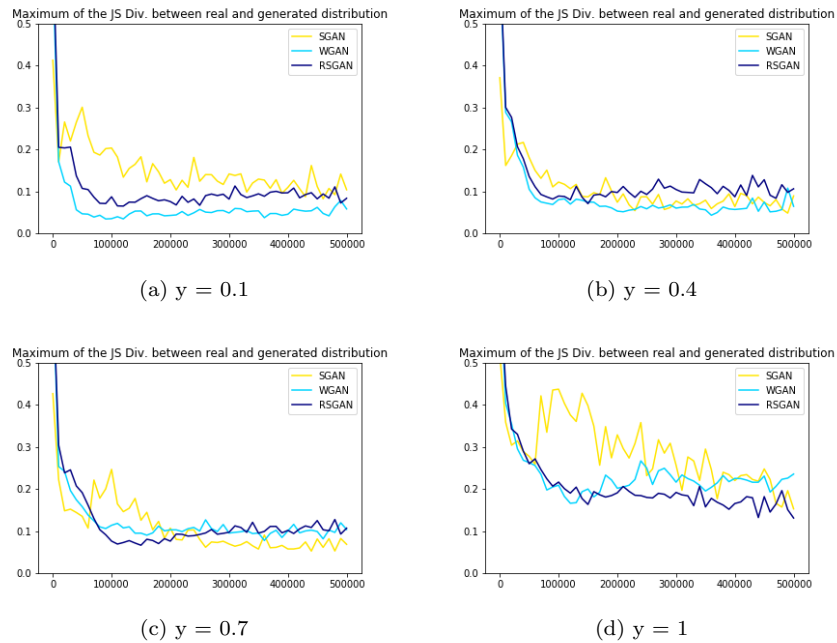 Maximum of the JS Div. between real and generated distribution
0.5
0.4
0.3
0.2
0.1
0.0
0 100000 200000 300000 400000 500000
SGAN
WGAN
RSGAN
(a) y = 0.1
Maximum of the JS Div. between real and generated distribution
0.5
0.4
0.3
0.2
0.1
0.0
0 100000 200000 300000 400000 500000
SGAN
WGAN
RSGAN
(b) y = 0.4
Maximum of the JS Div. between real and generated distribution
0.5
0.4
0.3
0.2
0.1
0.0
0 100000 200000 300000 400000 500000
SGAN
WGAN
RSGAN
(c) y = 0.7
Maximum of the JS Div. between real and generated distribution
0.5
0.4
0.3
0.2
0.1
0.0
0 100000 200000 300000 400000 500000
SGAN
WGAN
RSGAN
(d) y = 1